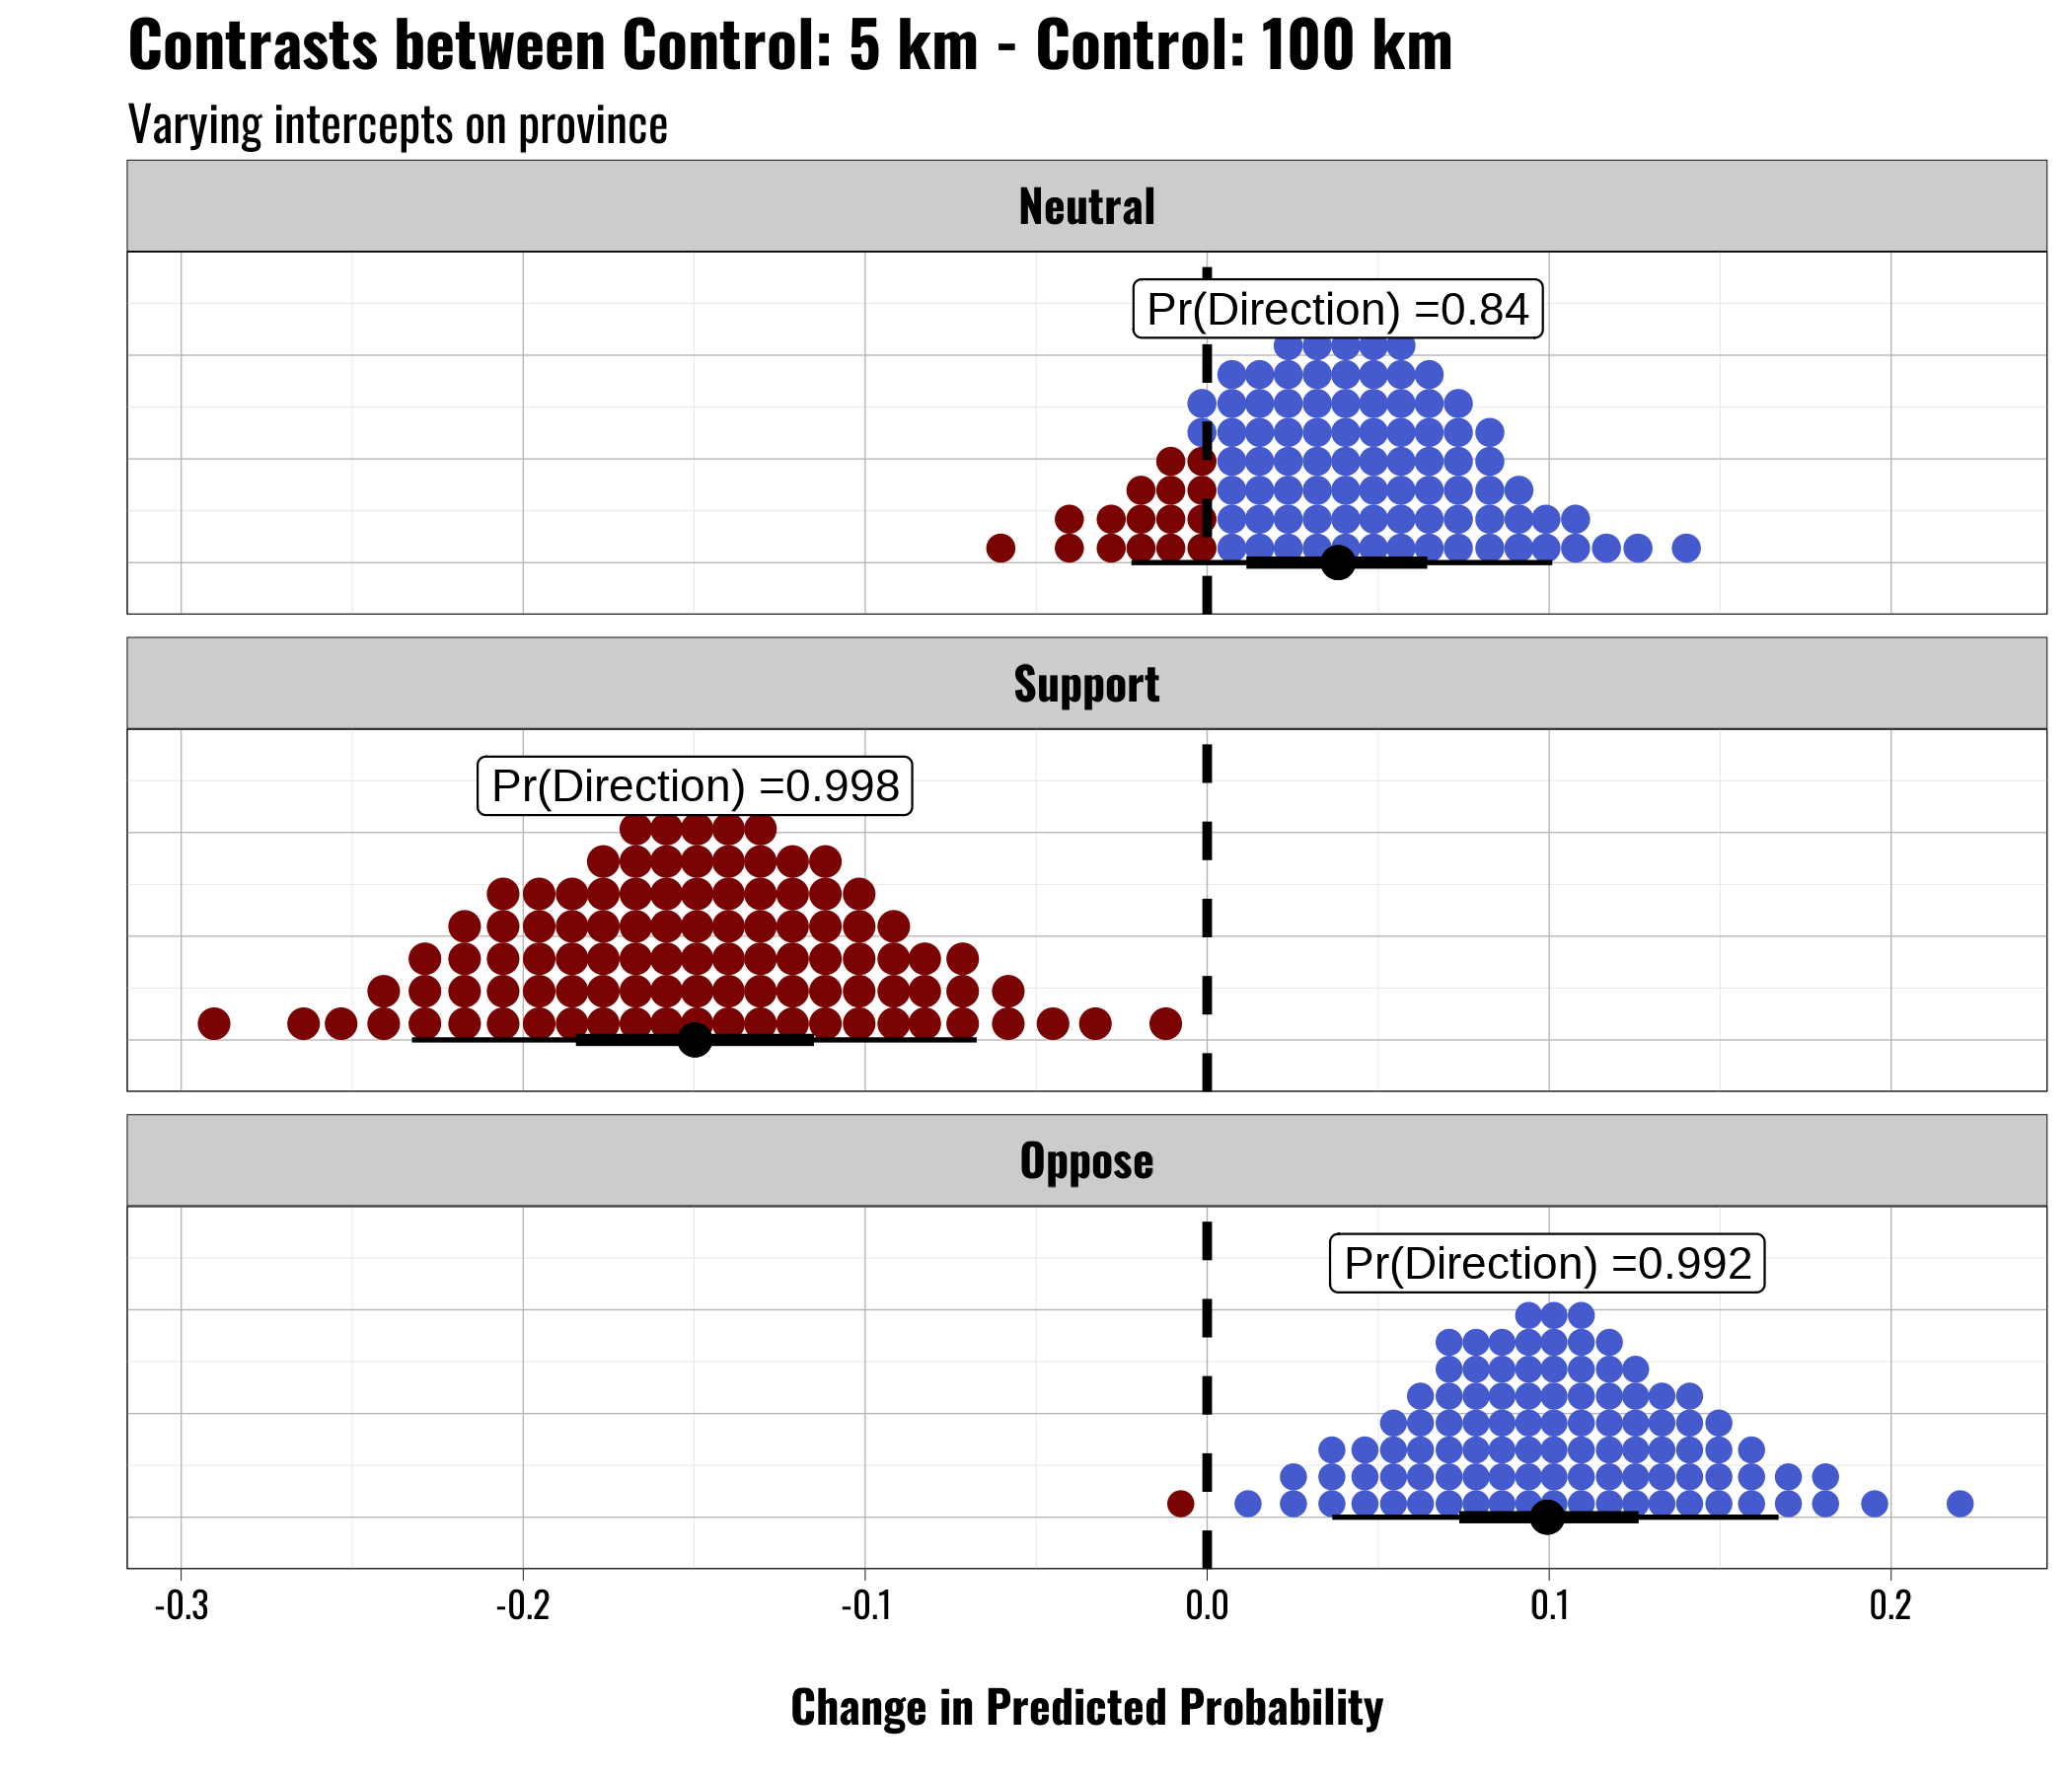 Contrasts between Control: 5 km - Control: 100 km
Varying intercepts on province
Neutral
Pr(Direction) =0.84
Support
Pr(Direction) =0.998
Oppose
Pr(Direction) =0.992
-0.3 -0.2 -0.1 0.0 0.1 0.2
Change in Predicted Probability